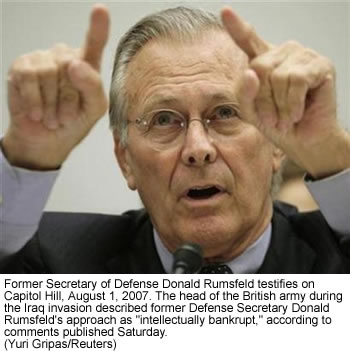 Former Secretary of Defense Donald Rumsfeld testifies on
Capitol Hill, August 1, 2007. The head of the British army during
the Iraq invasion described former Defense Secretary Donald
Rumsfeld's approach as "intellectually bankrupt," according to
comments published Saturday.
(Yuri Gripas/Reuters)